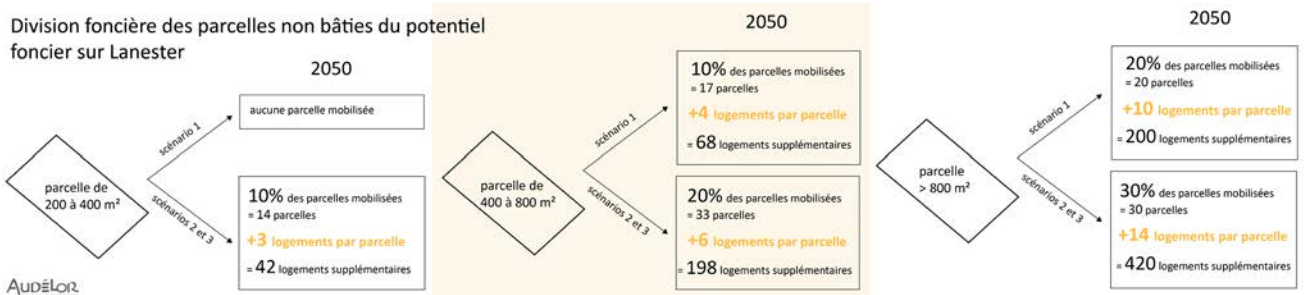 Division foncière des parcelles non bâties du potentiel
foncier sur Lanester
2050
aucune parcelle mobilisée
scénario 1
parcelle de
200 à 400 m²
scénarios 2 et 3
10% des parcelles mobilisées
= 14 parcelles
+3 logements par parcelle
= 42 logements supplémentaires
2050
10% des parcelles mobilisées
= 17 parcelles
+4 logements par parcelle
= 68 logements supplémentaires
scénario 1
parcelle de
400 à 800 m²
scénarios 2 et 3
20% des parcelles mobilisées
= 33 parcelles
+6 logements par parcelle
= 198 logements supplémentaires
2050
20% des parcelles mobilisées
= 20 parcelles
+10 logements par parcelle
= 200 logements supplémentaires
scénario 1
parcelle
> 800 m²
scénarios 2 et 3
30% des parcelles mobilisées
= 30 parcelles
+14 logements par parcelle
= 420 logements supplémentaires
AUDÉLOR